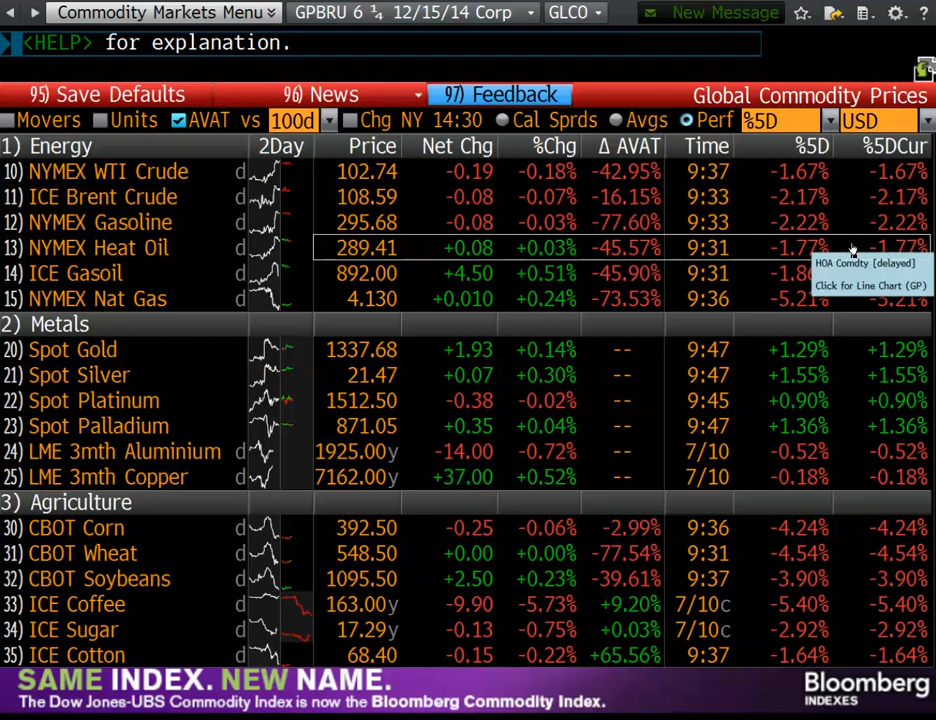 Commodity Markets Menu GPBRU 6 ¼ 12/15/14 Corp GLCO New Message
<HELP> for explanation.
95) Save Defaults 96) News 97) Feedback Global Commodity Prices
Movers Units AVAT vs 100d Chg NY 14:30 Cal Sprds Avgs Perf %5D USD
1) Energy 2Day Price Net Chg %Chg Δ AVAT Time %5D %5DCur
10) NYMEX WTI Crude d 102.74 -0.19 -0.18% -42.95% 9:37 -1.67% -1.67%
11) ICE Brent Crude d 108.59 -0.08 -0.07% -16.15% 9:33 -2.17% -2.17%
12) NYMEX Gasoline d 295.68 -0.08 -0.03% -77.60% 9:33 -2.22% -2.22%
13) NYMEX Heat Oil d 289.41 +0.08 +0.03% -45.57% 9:31 -1.77% -1.77%
HOA Comdty [delayed]
14) ICE Gasoil d 892.00 +4.50 +0.51% -45.90% 9:31
Click for Line Chart (GP)
15) NYMEX Nat Gas d 4.130 +0.010 +0.24% -73.53% 9:36 -5.21% -5.21%
2) Metals
20) Spot Gold d 1337.68 +1.93 +0.14% -- 9:47 +1.29% +1.29%
21) Spot Silver d 21.47 +0.07 +0.30% -- 9:47 +1.55% +1.55%
22) Spot Platinum d 1512.50 -0.38 -0.02% -- 9:45 +0.90% +0.90%
23) Spot Palladium d 871.05 +0.35 +0.04% -- 9:47 +1.36% +1.36%
24) LME 3mth Aluminium d 1925.00y -14.00 -0.72% -- 7/10 -0.52% -0.52%
25) LME 3mth Copper d 7162.00y +37.00 +0.52% -- 7/10 -0.18% -0.18%
3) Agriculture
30) CBOT Corn d 392.50 -0.25 -0.06% -2.99% 9:36 -4.24% -4.24%
31) CBOT Wheat d 548.50 +0.00 +0.00% -77.54% 9:31 -4.54% -4.54%
32) CBOT Soybeans d 1095.50 +2.50 +0.23% -39.61% 9:37 -3.90% -3.90%
33) ICE Coffee d 163.00y -9.90 -5.73% +9.20% 7/10c -5.40% -5.40%
34) ICE Sugar d 17.29y -0.13 -0.75% +0.03% 7/10c -2.92% -2.92%
35) ICE Cotton d 68.40 -0.15 -0.22% +65.56% 9:37 -1.64% -1.64%
SAME INDEX. NEW NAME.
The Dow Jones-UBS Commodity Index is now the Bloomberg Commodity Index.
Bloomberg
INDEXES